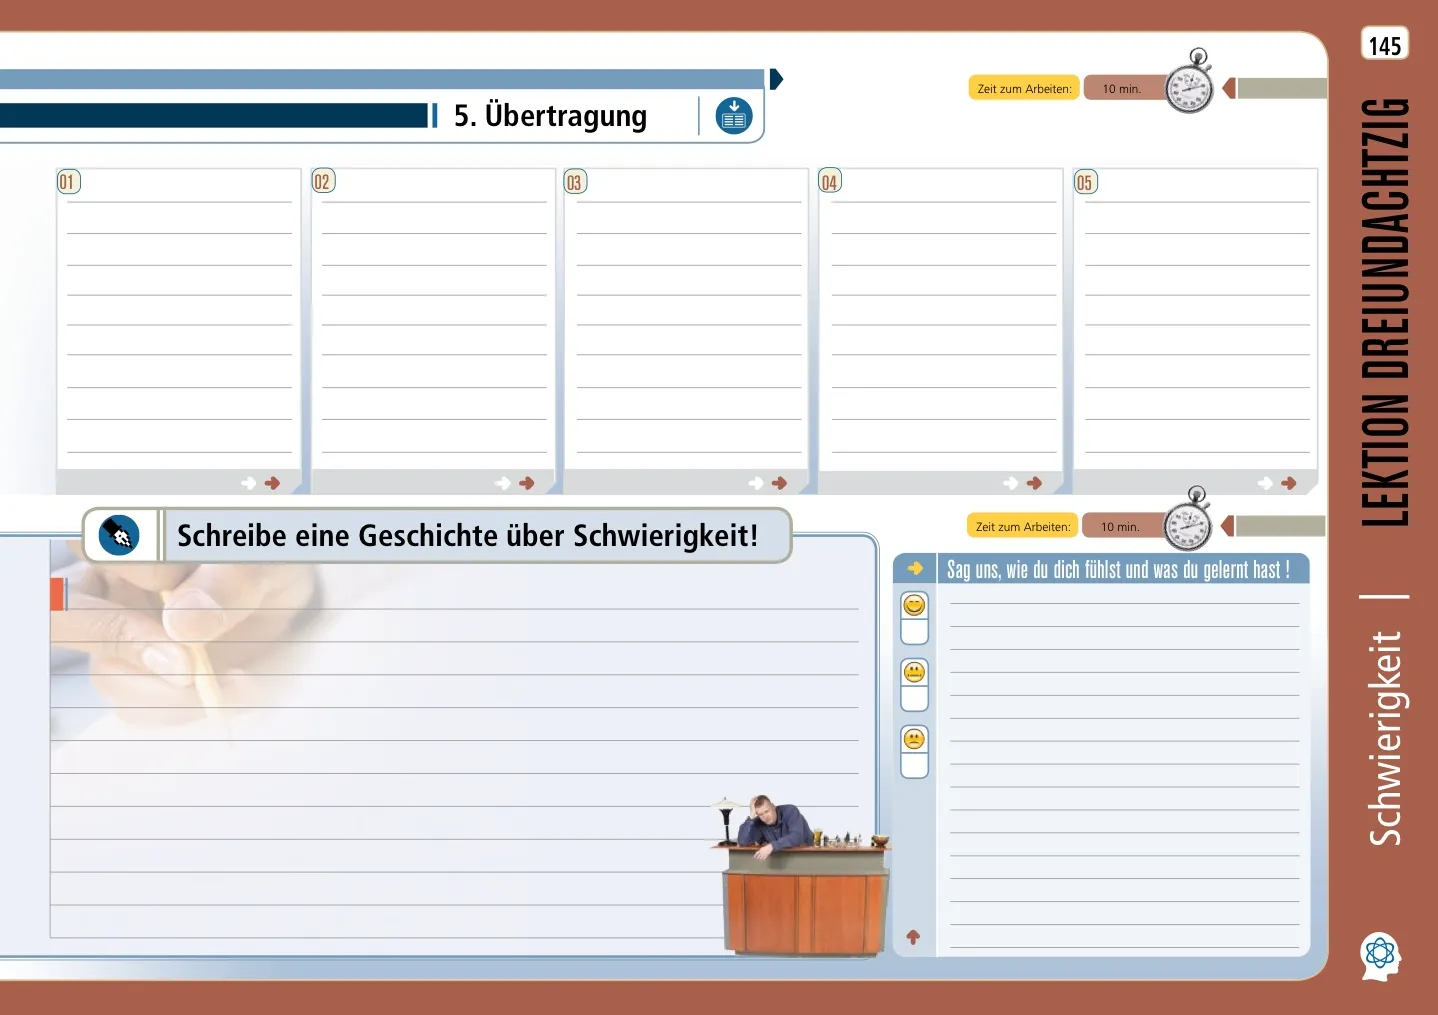 145
Zeit zum Arbeiten: 10 min.
5. Übertragung
01 02 03 04 05
Schreibe eine Geschichte über Schwierigkeit!
Zeit zum Arbeiten: 10 min.
Sag uns, wie du dich fühlst und was du gelernt hast !
LEKTION DREIUNDACHTZIG
Schwierigkeit